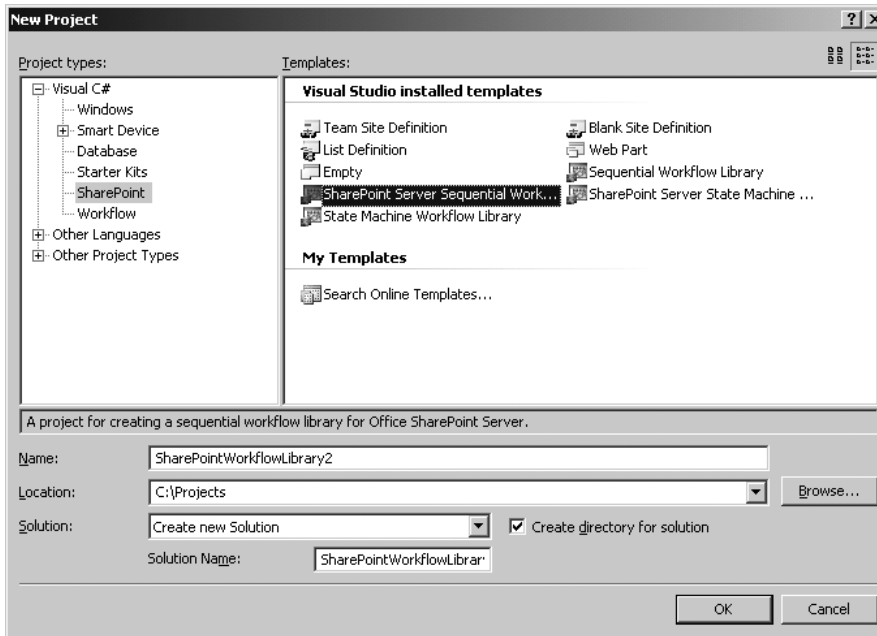 New Project
Project types:
Templates:
Visual C#
Windows
Smart Device
Database
Starter Kits
SharePoint
Workflow
Other Languages
Other Project Types
Visual Studio installed templates
Team Site Definition
Blank Site Definition
List Definition
Web Part
Empty
Sequential Workflow Library
SharePoint Server Sequential Work...
SharePoint Server State Machine ...
State Machine Workflow Library
My Templates
Search Online Templates...
A project for creating a sequential workflow library for Office SharePoint Server.
Name:
SharePointWorkflowLibrary2
Location:
C:\Projects
Browse...
Solution:
Create new Solution
Create directory for solution
Solution Name:
SharePointWorkflowLibrar
OK
Cancel